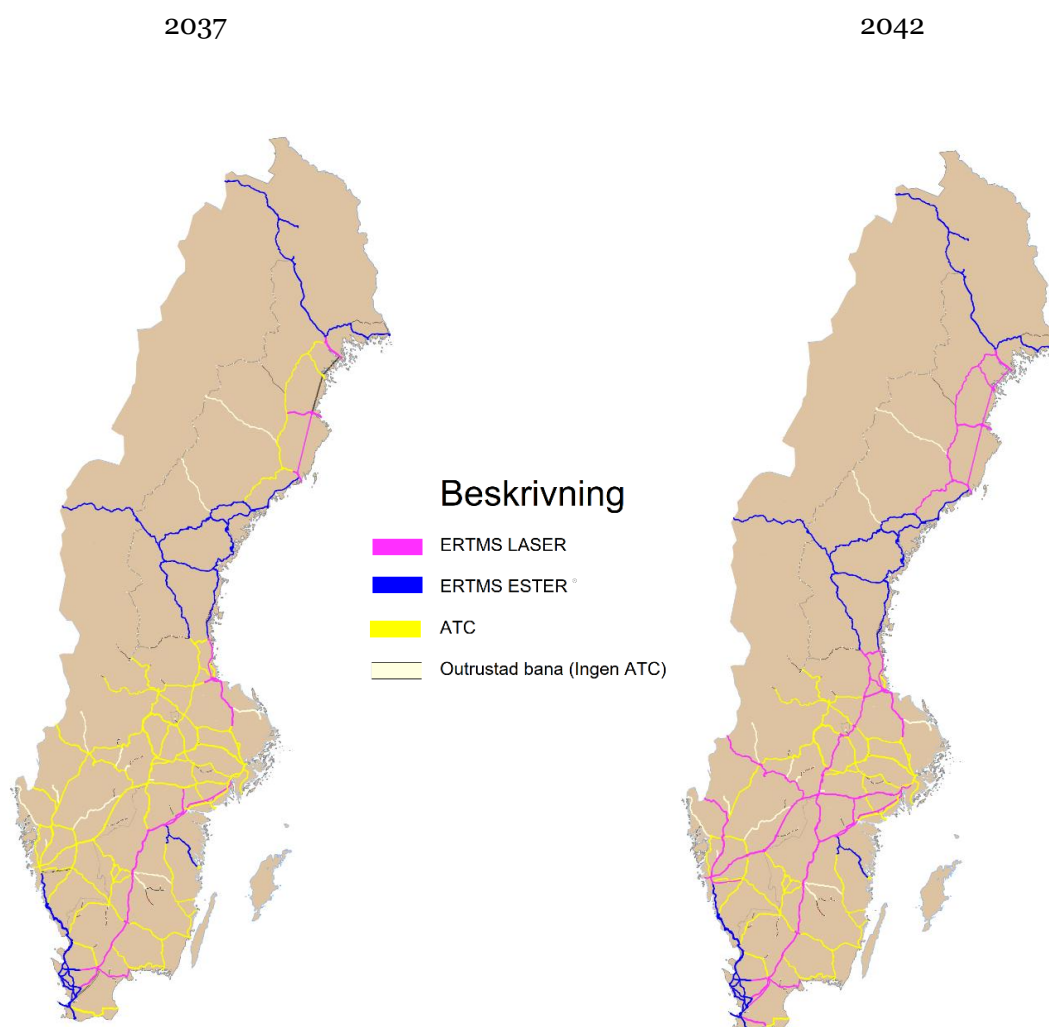 2037
2042
Beskrivning
ERTMS LASER
ERTMS ESTER
ATC
Outrustad bana (Ingen ATC)